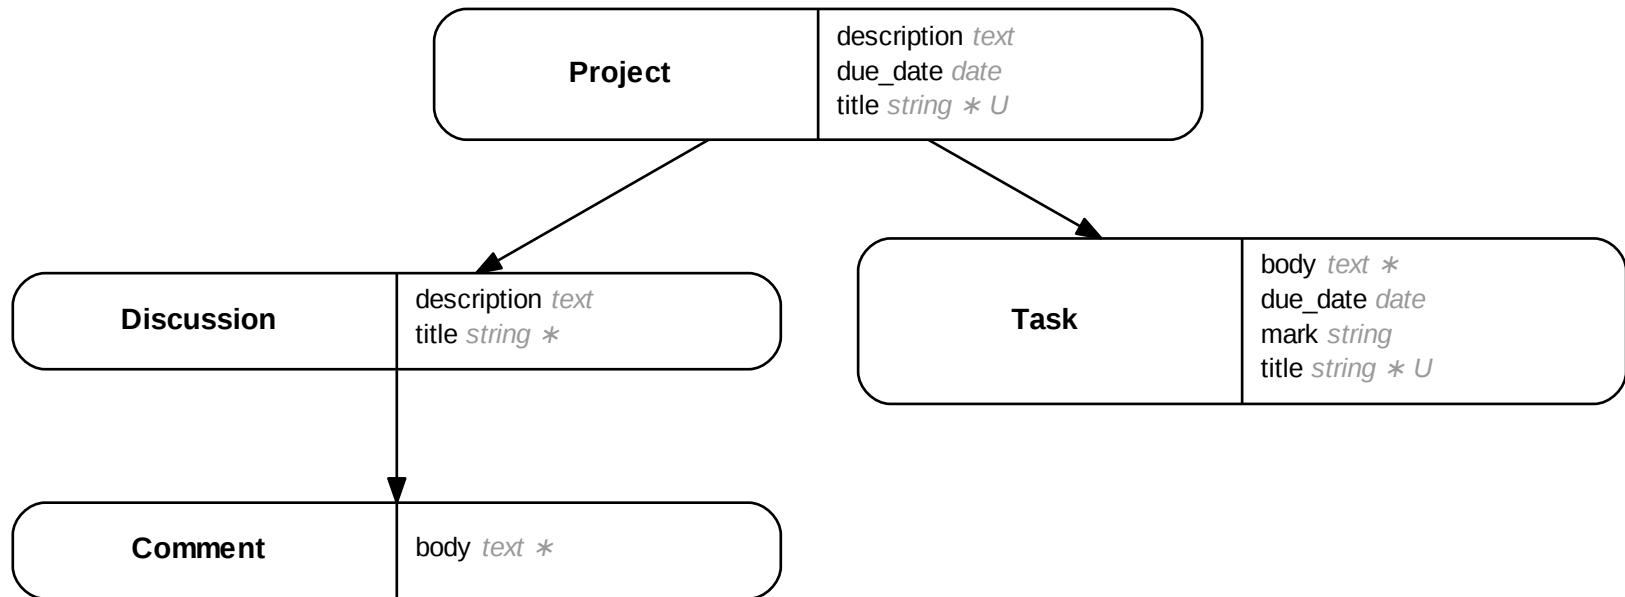 Project
description text
due_date date
title string ∗ U
Discussion
description text
title string ∗
Task
body text ∗
due_date date
mark string
title string ∗ U
Comment
body text ∗